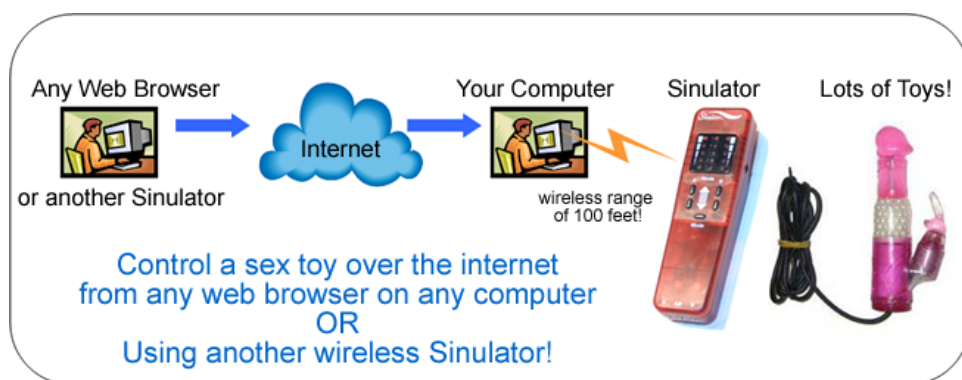 Any Web Browser
or another Sinulator
Internet
Your Computer
wireless range
of 100 feet!
Sinulator
Lots of Toys!
Control a sex toy over the internet
from any web browser on any computer
OR
Using another wireless Sinulator!